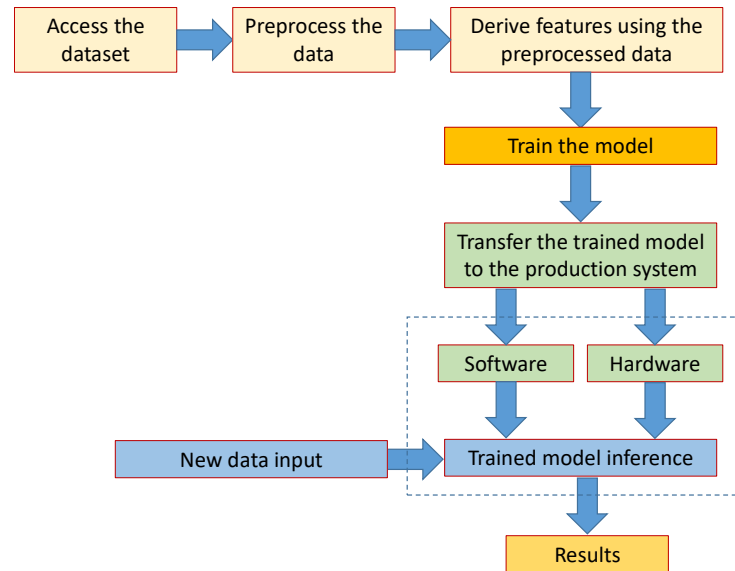 Access the
dataset
Preprocess the
data
Derive features using the
preprocessed data
Train the model
Transfer the trained model
to the production system
Software
Hardware
New data input
Trained model inference
Results